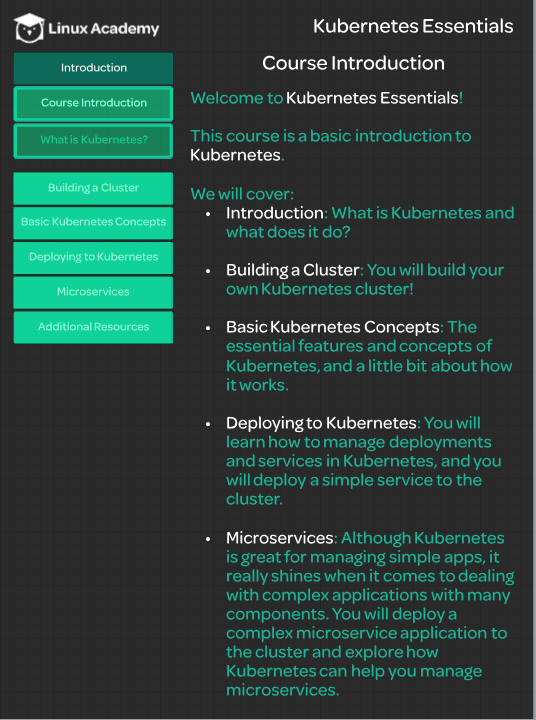 Linux Academy
Kubernetes Essentials
Introduction
Course Introduction
What is Kubernetes?
Building a Cluster
Basic Kubernetes Concepts
Deploying to Kubernetes
Microservices
Additional Resources
Course Introduction
Welcome to Kubernetes Essentials!
This course is a basic introduction to
Kubernetes.
We will cover:
• Introduction: What is Kubernetes and
what does it do?
• Building a Cluster: You will build your
own Kubernetes cluster!
• Basic Kubernetes Concepts: The
essential features and concepts of
Kubernetes, and a little bit about how
it works.
• Deploying to Kubernetes: You will
learn how to manage deployments
and services in Kubernetes, and you
will deploy a simple service to the
cluster.
• Microservices: Although Kubernetes
is great for managing simple apps, it
really shines when it comes to dealing
with complex applications with many
components. You will deploy a
complex microservice application to
the cluster and explore how
Kubernetes can help you manage
microservices.